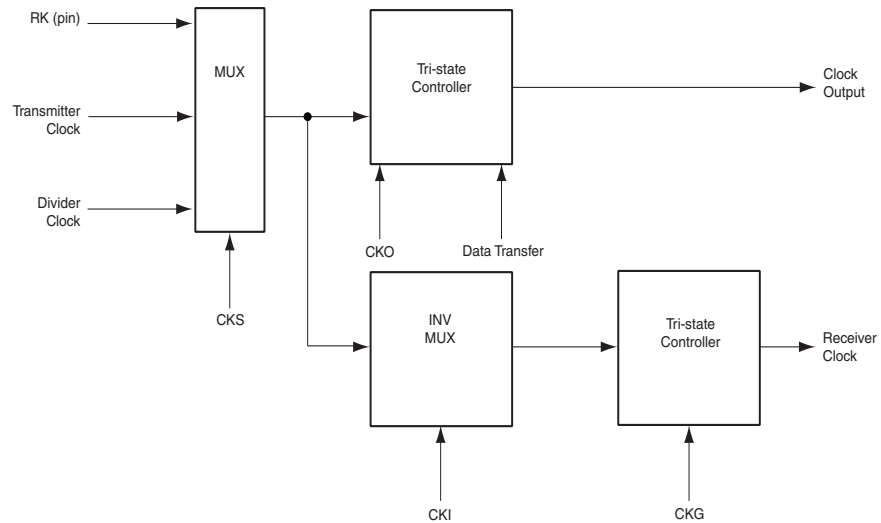 RK (pin)
MUX
Tri-state
Controller
Clock
Output
Transmitter
Clock
Divider
Clock
CKO
Data Transfer
CKS
INV
MUX
Tri-state
Controller
Receiver
Clock
CKI
CKG